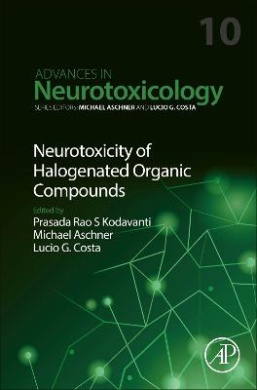 10
ADVANCES IN
Neurotoxicology
SERIES EDITORS: MICHAEL ASCHNER AND LUCIO G. COSTA
Neurotoxicity of
Halogenated Organic
Compounds
Edited by
Prasada Rao S Kodavanti
Michael Aschner
Lucio G. Costa
AP